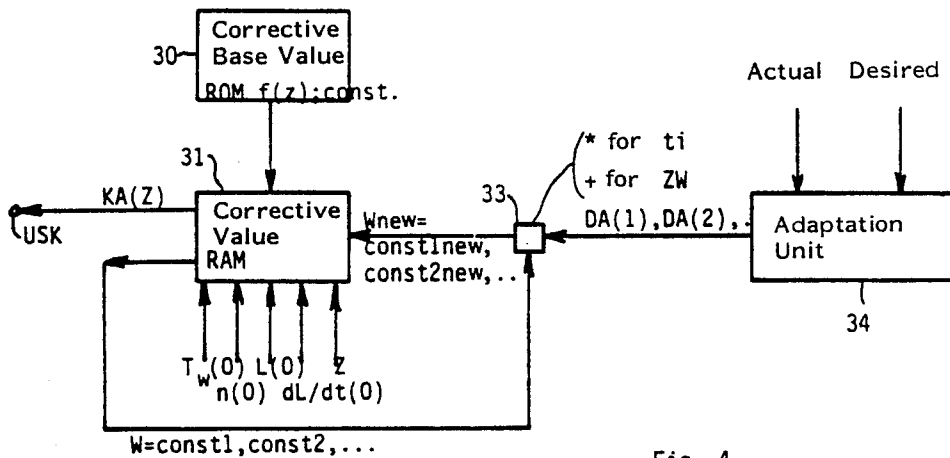 Corrective
Base Value
30
ROM f(z);const.
Actual Desired
* for ti
+ for ZW
31
33
KA(Z)
USK
Corrective
Value
RAM
Wnew=
const1new,
const2new,..
DA(1),DA(2),..
Adaptation
Unit
34
Tw(0) L(0) Z
n(0) dL/dt(0)
W=const1,const2,...
Fig. 4